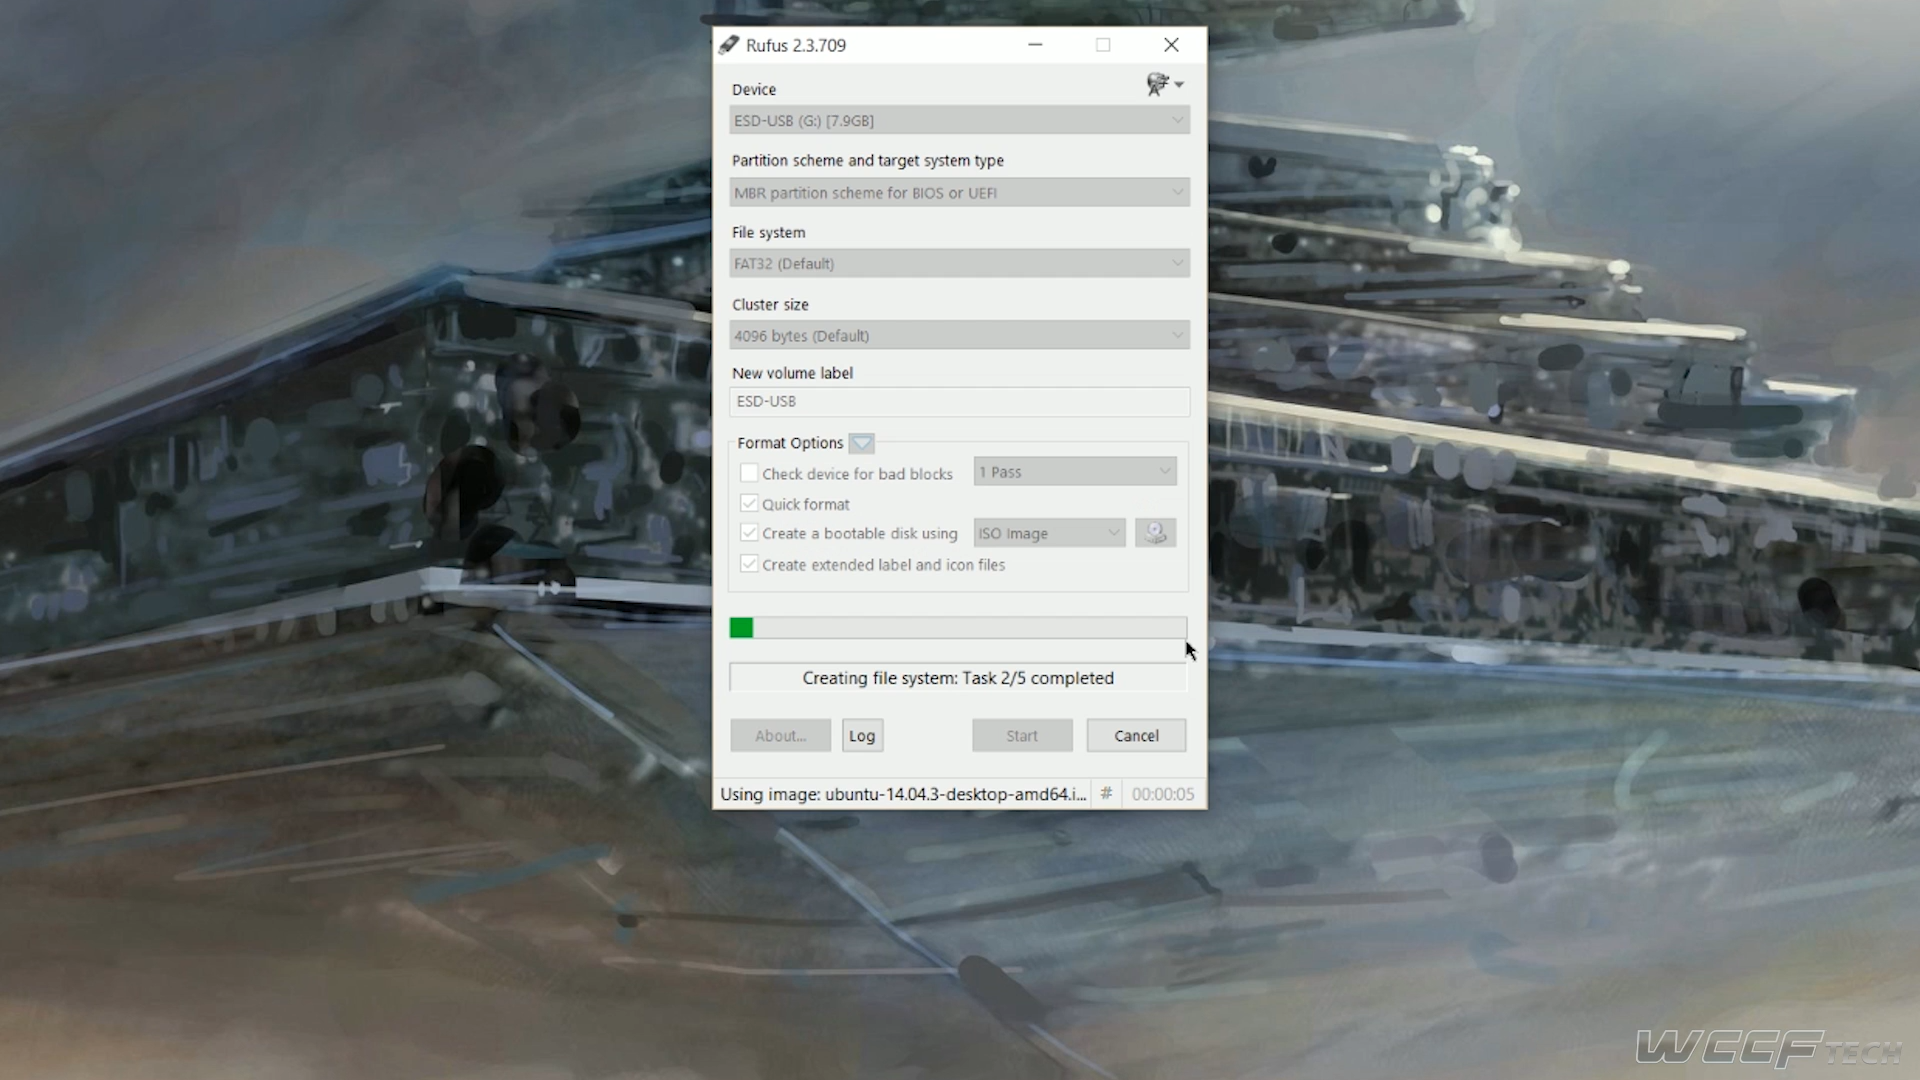 Rufus 2.3.709
Device
ESD-USB (G:) [7.9GB]
Partition scheme and target system type
MBR partition scheme for BIOS or UEFI
File system
FAT32 (Default)
Cluster size
4096 bytes (Default)
New volume label
ESD-USB
Format Options
Check device for bad blocks 1 Pass
Quick format
Create a bootable disk using ISO Image
Create extended label and icon files
Creating file system: Task 2/5 completed
About... Log Start Cancel
Using image: ubuntu-14.04.3-desktop-amd64.i... # 00:00:05
WCCF TECH